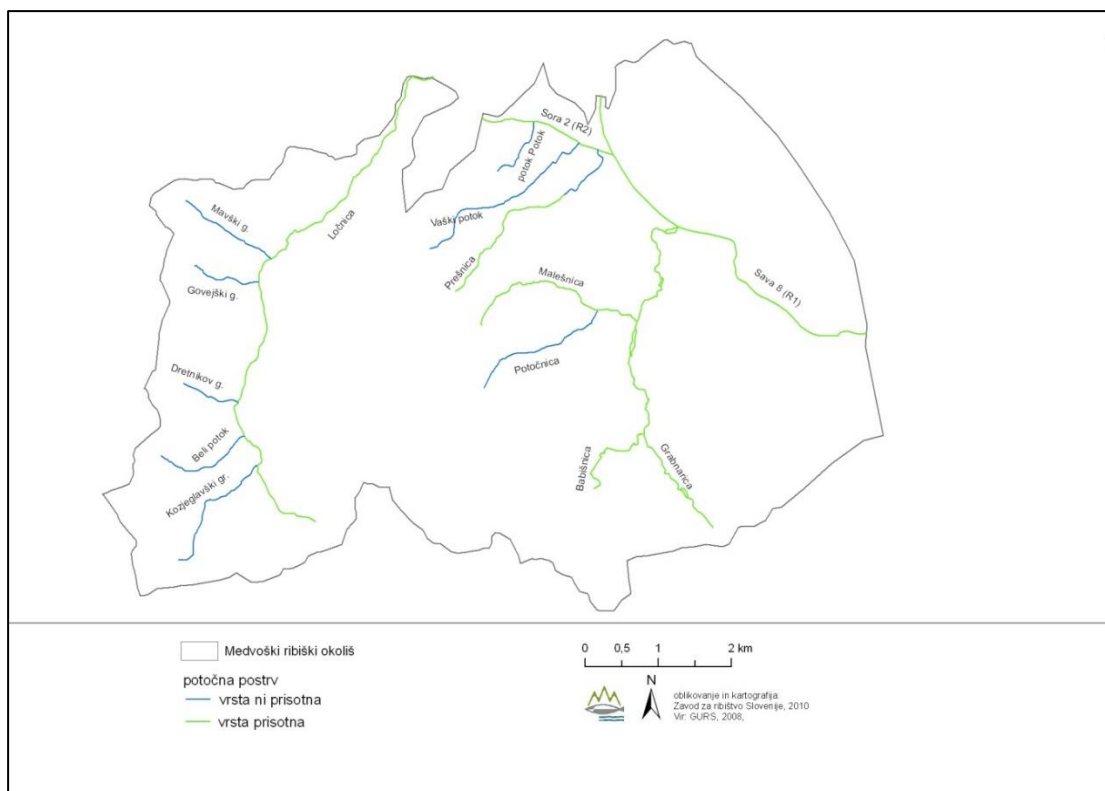 Sora 2 (R2)
potok Potok
Mavški g.
Ločnica
Vaški potok
Govejški g.
Prešnica
Malešnica
Sava 8 (R1)
Dretnikov g.
Potočnica
Beli potok
Babišnica
Grabnarica
Kozjeglavški gr.
Medvoški ribiški okoliš
potočna postrv
vrsta ni prisotna
vrsta prisotna
0 0,5 1 2 km
N
oblikovanje in kartografija:
Zavod za ribištvo Slovenije, 2010
Vir: GURS, 2008,